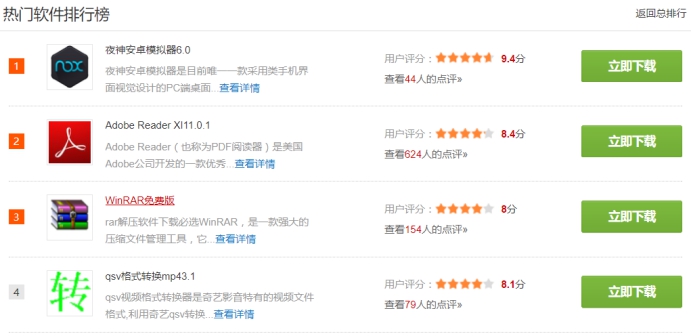 热门软件排行榜
返回总排行
1
nox
夜神安卓模拟器6.0
夜神安卓模拟器是目前唯一一款采用类手机界
面视觉设计的PC端桌面...查看详情
用户评分: 9.4分
查看44人的点评»
立即下载
2
Adobe Reader XI11.0.1
Adobe Reader（也称为PDF阅读器）是美国
Adobe公司开发的一款优秀...查看详情
用户评分: 8.4分
查看624人的点评»
立即下载
3
WinRAR免费版
rar解压软件下载必选WinRAR，是一款强大的
压缩文件管理工具，它...查看详情
用户评分: 8分
查看154人的点评»
立即下载
4
转
qsv格式转换mp43.1
qsv视频格式转换器是奇艺影音特有的视频文件
格式,利用奇艺qsv转换...查看详情
用户评分: 8.1分
查看79人的点评»
立即下载